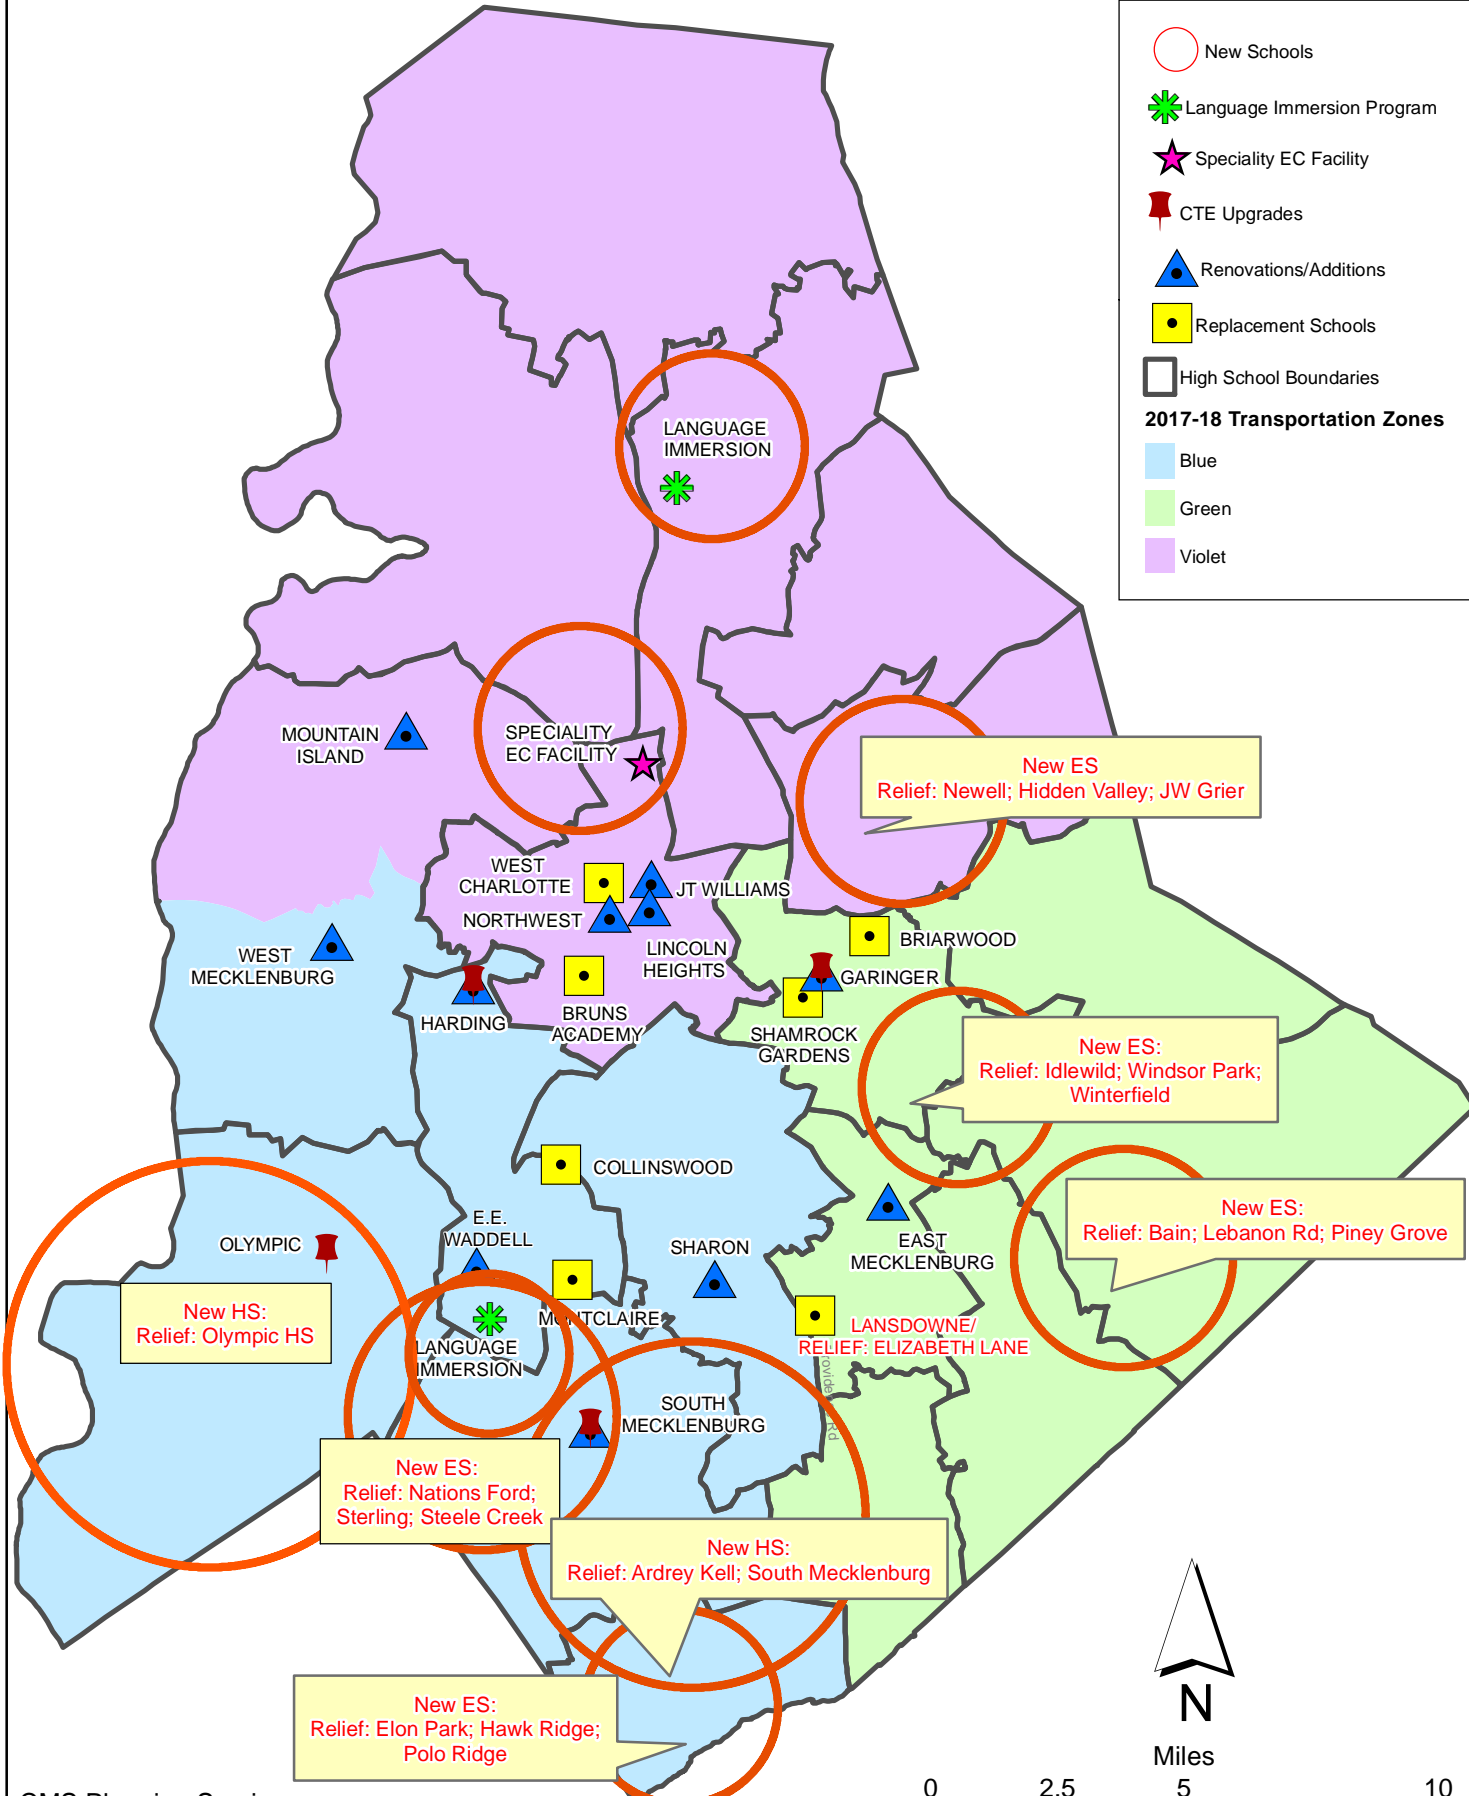 New Schools
Language Immersion Program
Speciality EC Facility
CTE Upgrades
Renovations/Additions
Replacement Schools
High School Boundaries
2017-18 Transportation Zones
Blue
Green
Violet
LANGUAGE
IMMERSION
MOUNTAIN
ISLAND
SPECIALITY
EC FACILITY
New ES
Relief: Newell; Hidden Valley; JW Grier
WEST
CHARLOTTE
JT WILLIAMS
NORTHWEST
LINCOLN
HEIGHTS
WEST
MECKLENBURG
BRIARWOOD
GARINGER
HARDING
BRUNS
ACADEMY
SHAMROCK
GARDENS
New ES:
Relief: Idlewild; Windsor Park;
Winterfield
COLLINSWOOD
E.E.
WADDELL
OLYMPIC
SHARON
EAST
MECKLENBURG
New ES:
Relief: Bain; Lebanon Rd; Piney Grove
New HS:
Relief: Olympic HS
MONTCLAIRE
LANSDOWNE/
RELIEF: ELIZABETH LANE
LANGUAGE
IMMERSION
SOUTH
MECKLENBURG
Rd
New ES:
Relief: Nations Ford;
Sterling; Steele Creek
New HS:
Relief: Ardrey Kell; South Mecklenburg
New ES:
Relief: Elon Park; Hawk Ridge;
Polo Ridge
N
Miles
0 2.5 5 10